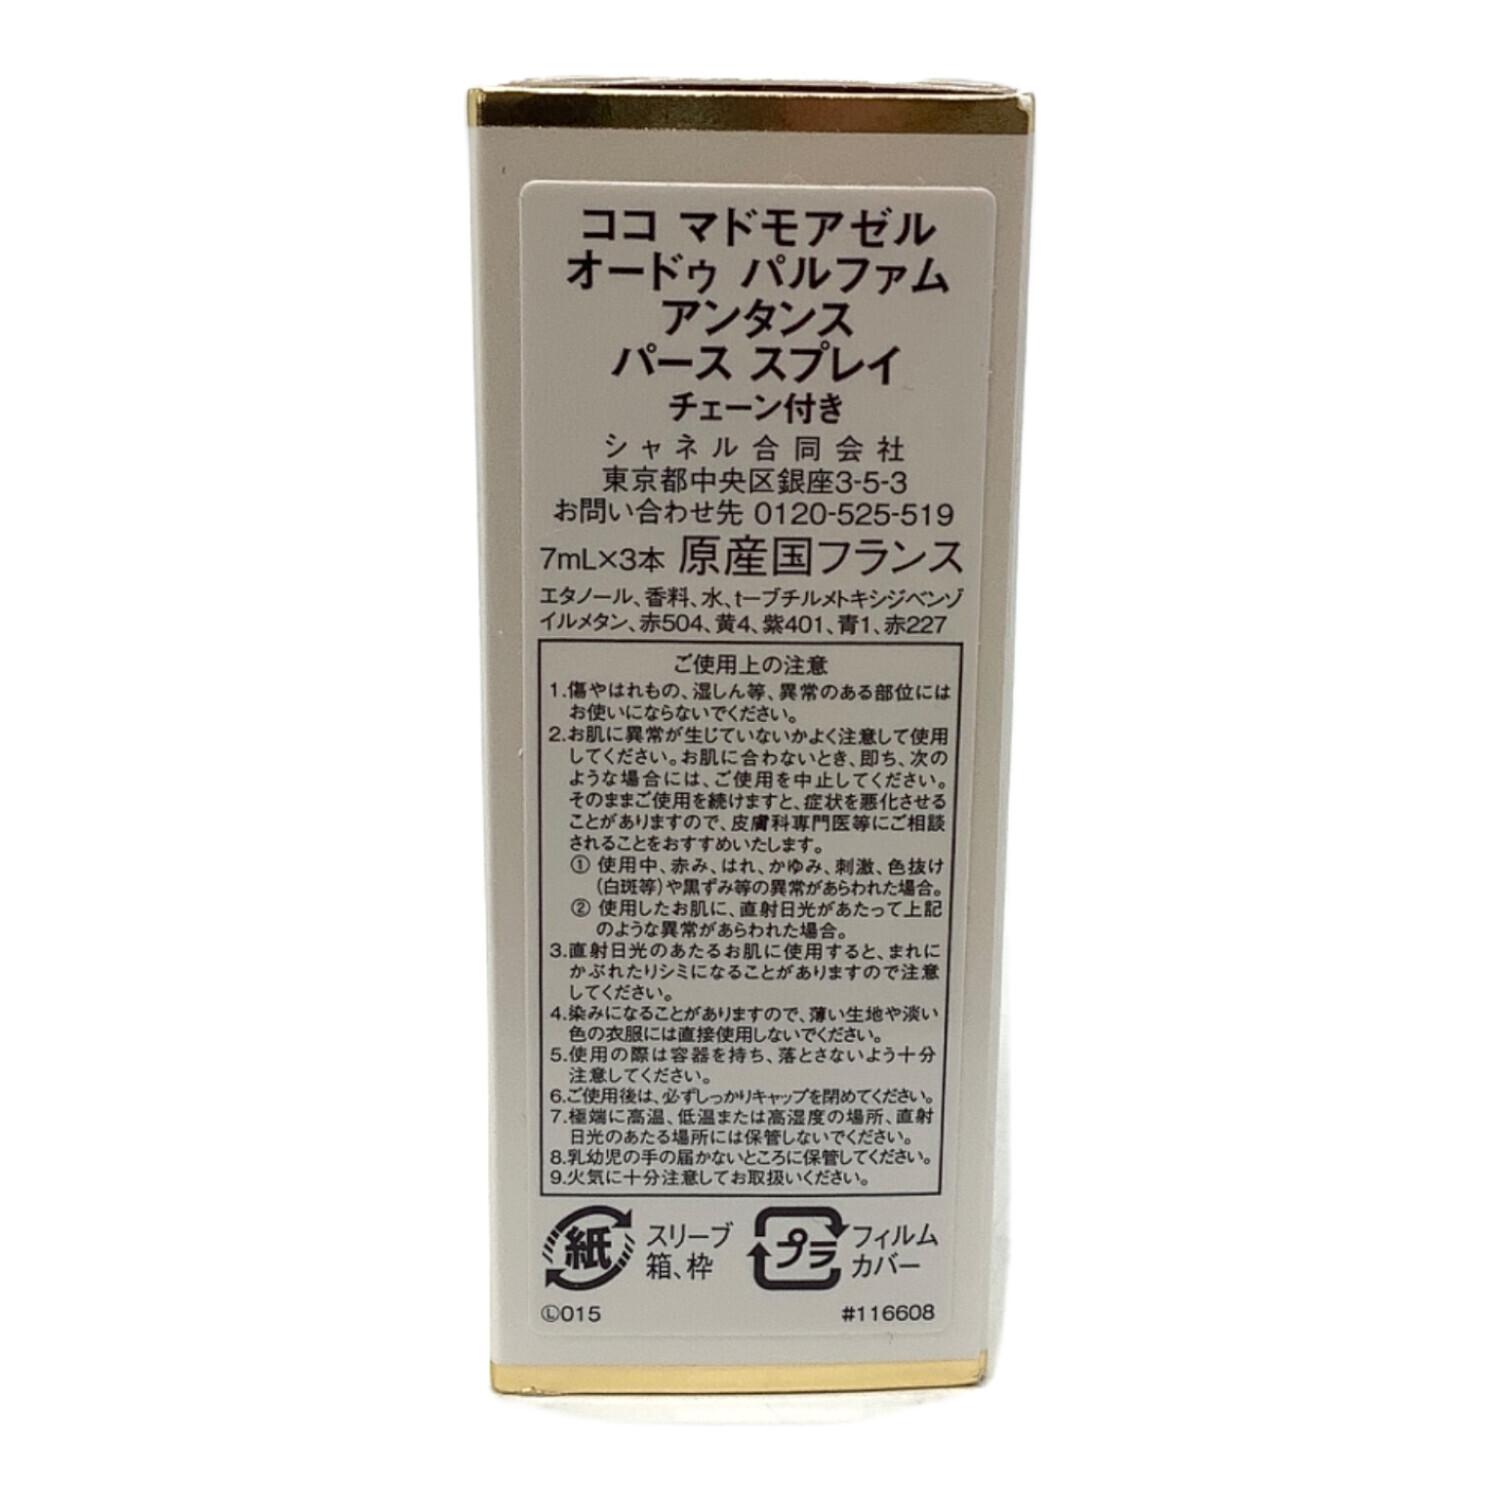 ココ マドモアゼル
オードゥ パルファム
アンタンス
パース スプレイ
チェーン付き
シャネル合同会社
東京都中央区銀座3-5-3
お問い合わせ先 0120-525-519
7mL×3本 原産国フランス
エタノール、香料、水、t-ブチルメトキシジベンゾ
イルメタン、赤504、黄4、紫401、青1、赤227
ご使用上の注意
1.傷やはれもの、湿しん等、異常のある部位には
お使いにならないでください。
2.お肌に異常が生じていないかよく注意して使用
してください。お肌に合わないとき、即ち、次の
ような場合には、ご使用を中止してください。
そのままご使用を続けますと、症状を悪化させる
ことがありますので、皮膚科専門医等にご相談
されることをおすすめいたします。
① 使用中、赤み、はれ、かゆみ、刺激、色抜け
(白斑等)や黒ずみ等の異常があらわれた場合。
② 使用したお肌に、直射日光があたって上記
のような異常があらわれた場合。
3.直射日光のあたるお肌に使用すると、まれに
かぶれたりシミになることがありますので注意
してください。
4.染みになることがありますので、薄い生地や淡い
色の衣服には直接使用しないでください。
5.使用の際は容器を持ち、落とさないよう十分
注意してください。
6.ご使用後は、必ずしっかりキャップを閉めてください。
7.極端に高温、低温または高湿度の場所、直射
日光のあたる場所には保管しないでください。
8.乳幼児の手の届かないところに保管してください。
9.火気に十分注意してお取扱いください。
紙 スリーブ 箱、枠
プラ フィルム カバー
Ⓛ015 #116608